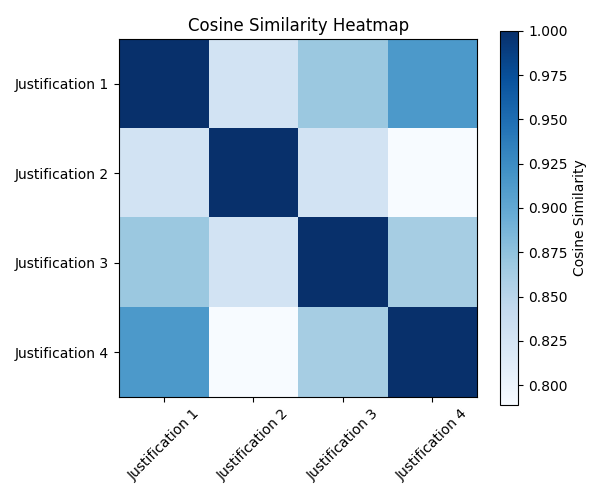 Cosine Similarity Heatmap
Justification 1
Justification 2
Justification 3
Justification 4
Justification 1
Justification 2
Justification 3
Justification 4
1.000
0.975
0.950
0.925
0.900
0.875
0.850
0.825
0.800
Cosine Similarity